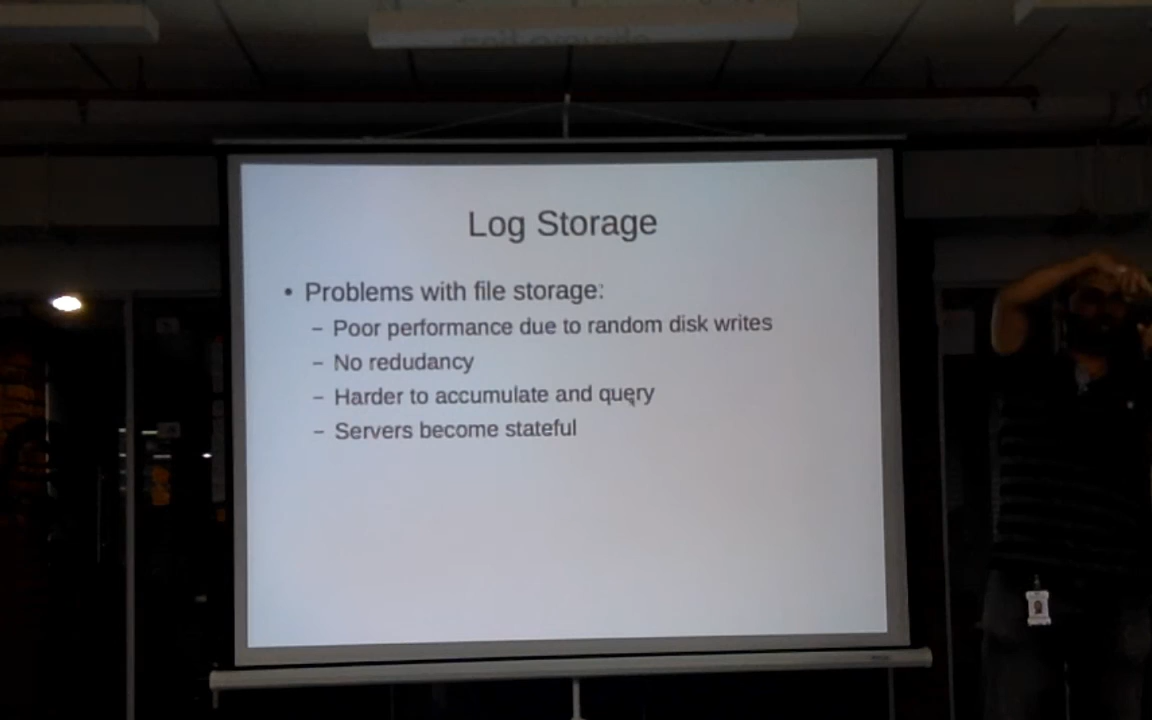 Log Storage
• Problems with file storage:
– Poor performance due to random disk writes
– No redudancy
– Harder to accumulate and query
– Servers become stateful